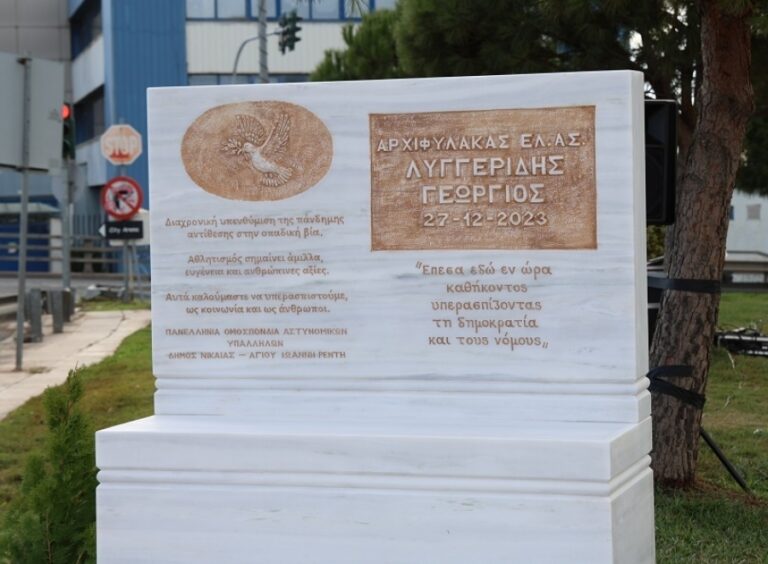 STOP
City Arena
ΑΡΧΙΦΥΛΑΚΑΣ ΕΛ.ΑΣ.
ΛΥΓΓΕΡΙΔΗΣ
ΓΕΩΡΓΙΟΣ
27-12-2023
Διαχρονική υπενθύμιση της πάνδημης
αντίθεσης στην οπαδική βία,
Αθλητισμός σημαίνει άμιλλα,
ευγένεια και ανθρώπινες αξίες.
Αυτά καλούμαστε να υπερασπιστούμε,
ως κοινωνία και ως άνθρωποι.
ΠΑΝΕΛΛΗΝΙΑ ΟΜΟΣΠΟΝΔΙΑ ΑΣΤΥΝΟΜΙΚΩΝ
ΥΠΑΛΛΗΛΩΝ
ΔΗΜΟΣ ΝΙΚΑΙΑΣ – ΑΓΙΟΥ ΙΩΑΝΝΗ ΡΕΝΤΗ
"Έπεσα εδώ εν ώρα
καθήκοντος
υπερασπίζοντας
τη δημοκρατία
και τους νόμους„